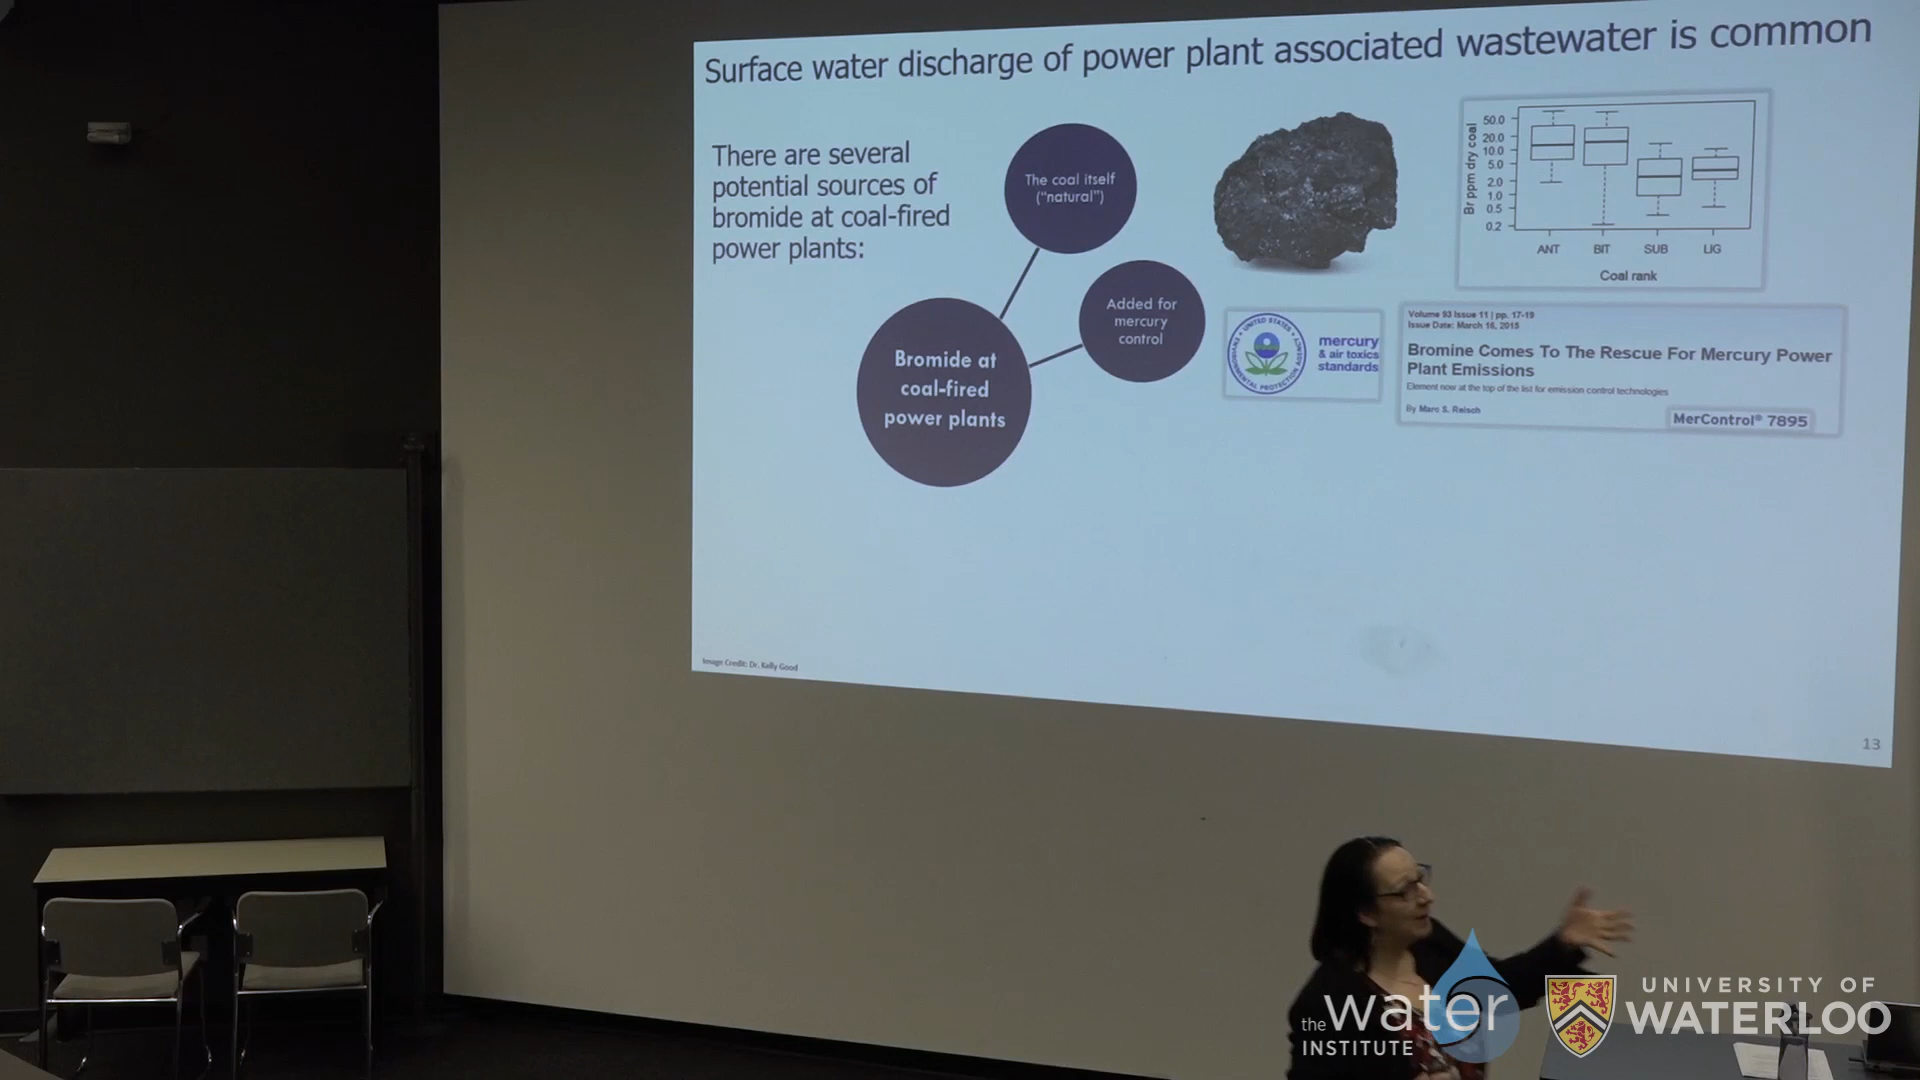 Surface water discharge of power plant associated wastewater is common
There are several
potential sources of
bromide at coal-fired
power plants:
The coal itself
("natural")
Added for
mercury
control
Bromide at
coal-fired
power plants
Br ppm dry coal
50.0
20.0
10.0
5.0
2.0
1.0
0.5
0.2
ANT BIT SUB LIG
Coal rank
UNITED STATES
ENVIRONMENTAL PROTECTION AGENCY
mercury
& air toxics
standards
Volume 93 Issue 11 | pp. 17-19
Issue Date: March 16, 2015
Bromine Comes To The Rescue For Mercury Power
Plant Emissions
Element now at the top of the list for emission control technologies
By Marc S. Reisch
MerControl® 7895
Image Credit: Dr. Kelly Good
13
the water
INSTITUTE
UNIVERSITY OF
WATERLOO